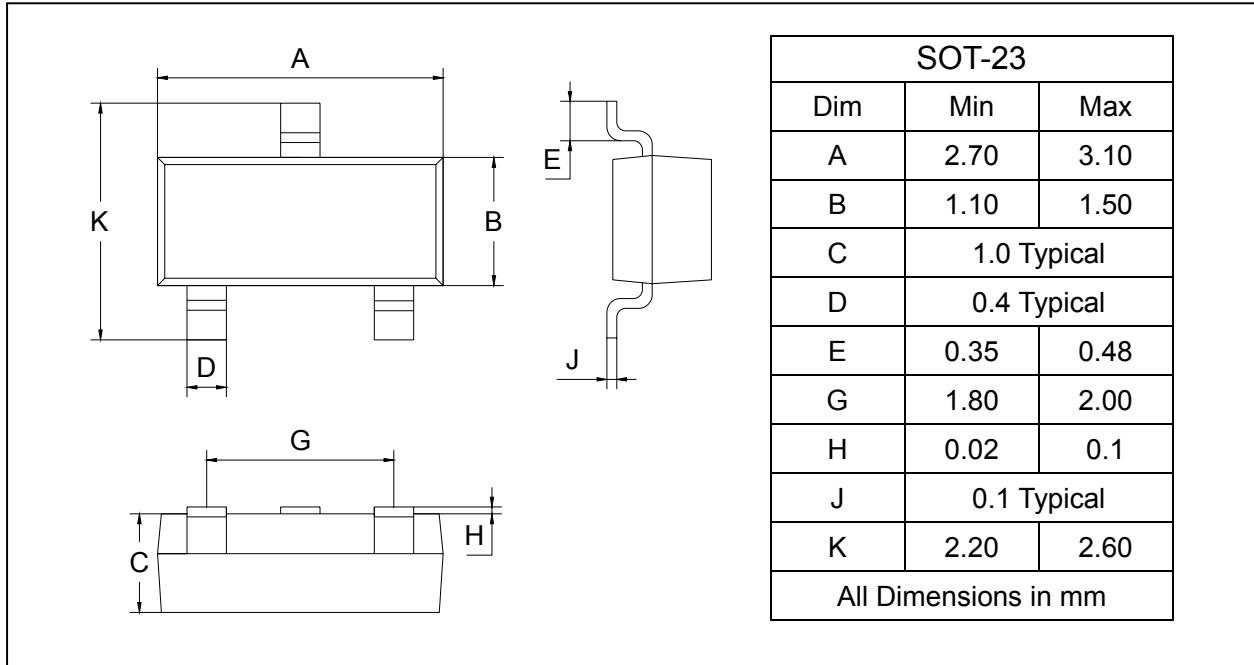 A
K
B
D
E
J
G
C
H
SOT-23
Dim Min Max
A 2.70 3.10
B 1.10 1.50
C 1.0 Typical
D 0.4 Typical
E 0.35 0.48
G 1.80 2.00
H 0.02 0.1
J 0.1 Typical
K 2.20 2.60
All Dimensions in mm